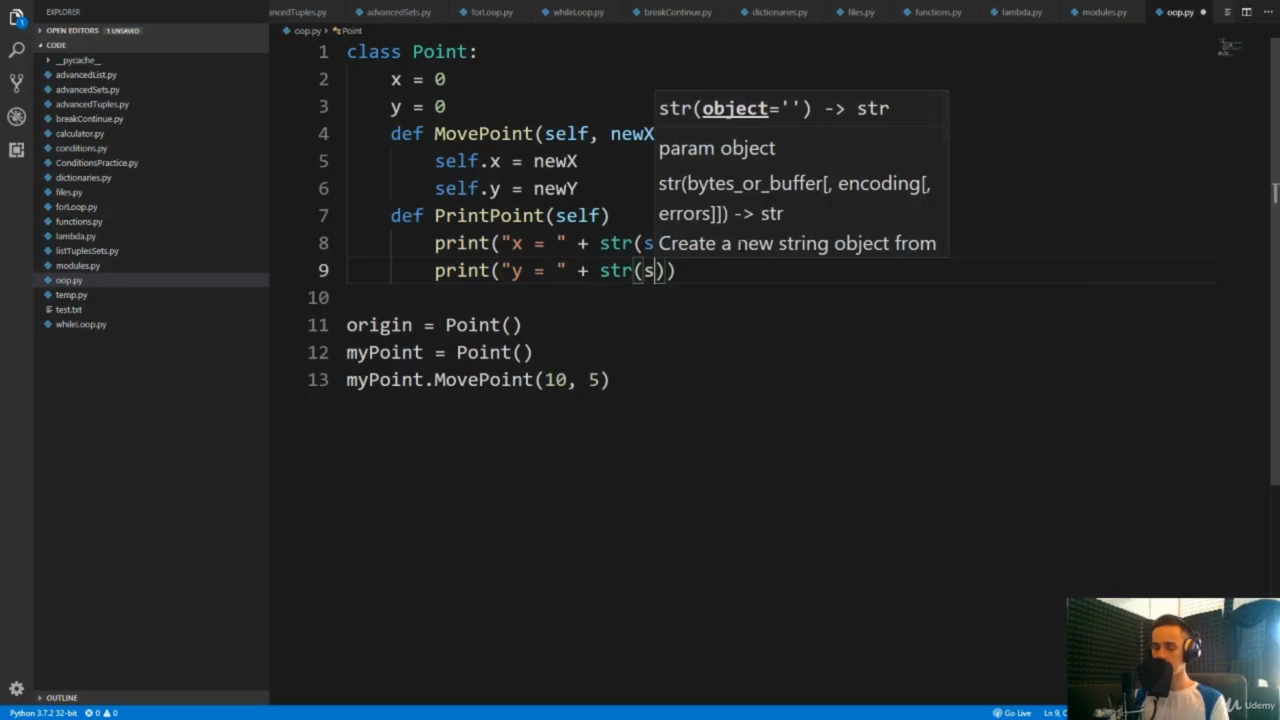 EXPLORER
ancedTuples.py advancedSets.py forLoop.py whileLoop.py breakContinue.py dictionaries.py files.py functions.py lambda.py modules.py oop.py
OPEN EDITORS 1 UNSAVED
oop.py Point
CODE
__pycache__
advancedList.py
advancedSets.py
advancedTuples.py
breakContinue.py
calculator.py
conditions.py
ConditionsPractice.py
dictionaries.py
files.py
forLoop.py
functions.py
lambda.py
listTuplesSets.py
modules.py
oop.py
temp.py
test.txt
whileLoop.py
1 class Point:
2 x = 0
3 y = 0
4 def MovePoint(self, newX
5 self.x = newX
6 self.y = newY
7 def PrintPoint(self)
8 print("x = " + str(s
9 print("y = " + str(s))
10
11 origin = Point()
12 myPoint = Point()
13 myPoint.MovePoint(10, 5)
str(object='') -> str
param object
str(bytes_or_buffer[, encoding[,
errors]]) -> str
Create a new string object from
OUTLINE
Python 3.7.2 32-bit 0 0 Go Live Ln 9,
Udemy